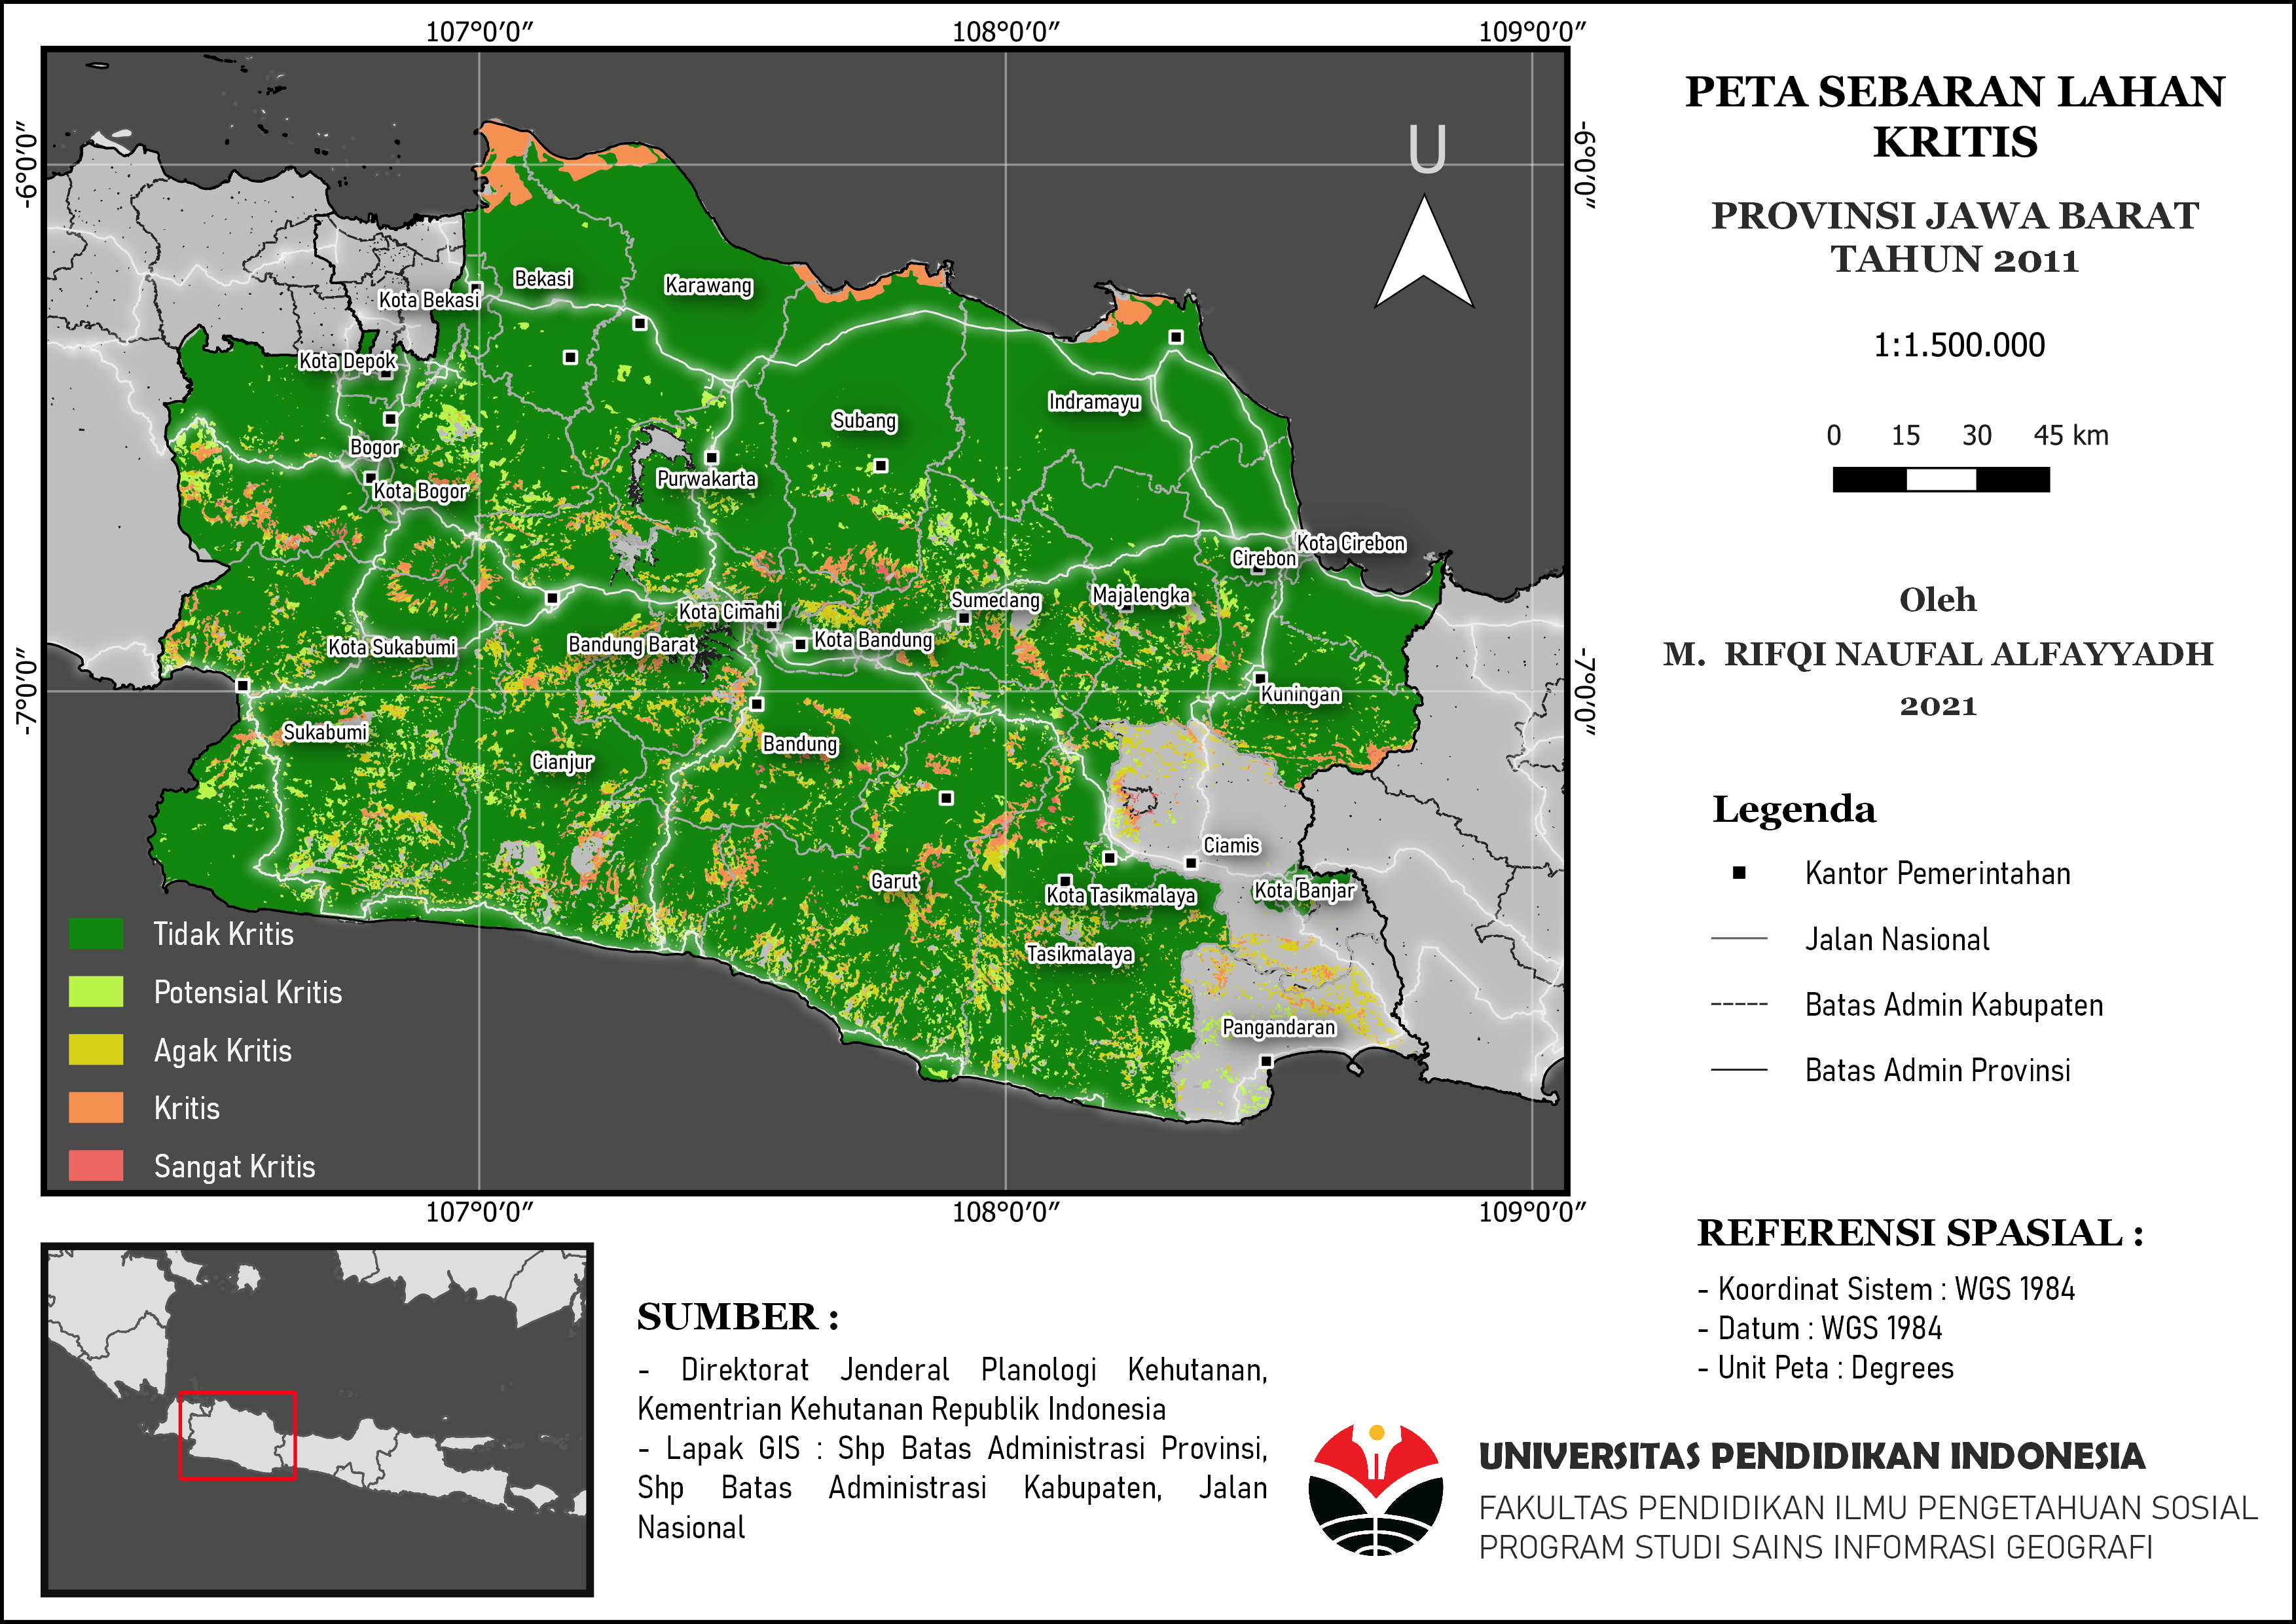 107°0′0″ 108°0′0″ 109°0′0″
-6°0′0″
-6°0′0″
-7°0′0″
-7°0′0″
U
Bekasi
Karawang
Kota Bekasi
Kota Depok
Bogor
Kota Bogor
Subang
Indramayu
Purwakarta
Kota Cirebon
Cirebon
Majalengka
Sumedang
Kota Cimahi
Kota Bandung
Bandung Barat
Kota Sukabumi
Kuningan
Sukabumi
Bandung
Cianjur
Ciamis
Garut
Kota Tasikmalaya
Kota Banjar
Tasikmalaya
Pangandaran
Tidak Kritis
Potensial Kritis
Agak Kritis
Kritis
Sangat Kritis
107°0′0″ 108°0′0″ 109°0′0″
PETA SEBARAN LAHAN
KRITIS
PROVINSI JAWA BARAT
TAHUN 2011
1:1.500.000
0 15 30 45 km
Oleh
M. RIFQI NAUFAL ALFAYYADH
2021
Legenda
Kantor Pemerintahan
Jalan Nasional
Batas Admin Kabupaten
Batas Admin Provinsi
REFERENSI SPASIAL :
- Koordinat Sistem : WGS 1984
- Datum : WGS 1984
- Unit Peta : Degrees
SUMBER :
- Direktorat Jenderal Planologi Kehutanan,
Kementrian Kehutanan Republik Indonesia
- Lapak GIS : Shp Batas Administrasi Provinsi,
Shp Batas Administrasi Kabupaten, Jalan
Nasional
UNIVERSITAS PENDIDIKAN INDONESIA
FAKULTAS PENDIDIKAN ILMU PENGETAHUAN SOSIAL
PROGRAM STUDI SAINS INFOMRASI GEOGRAFI